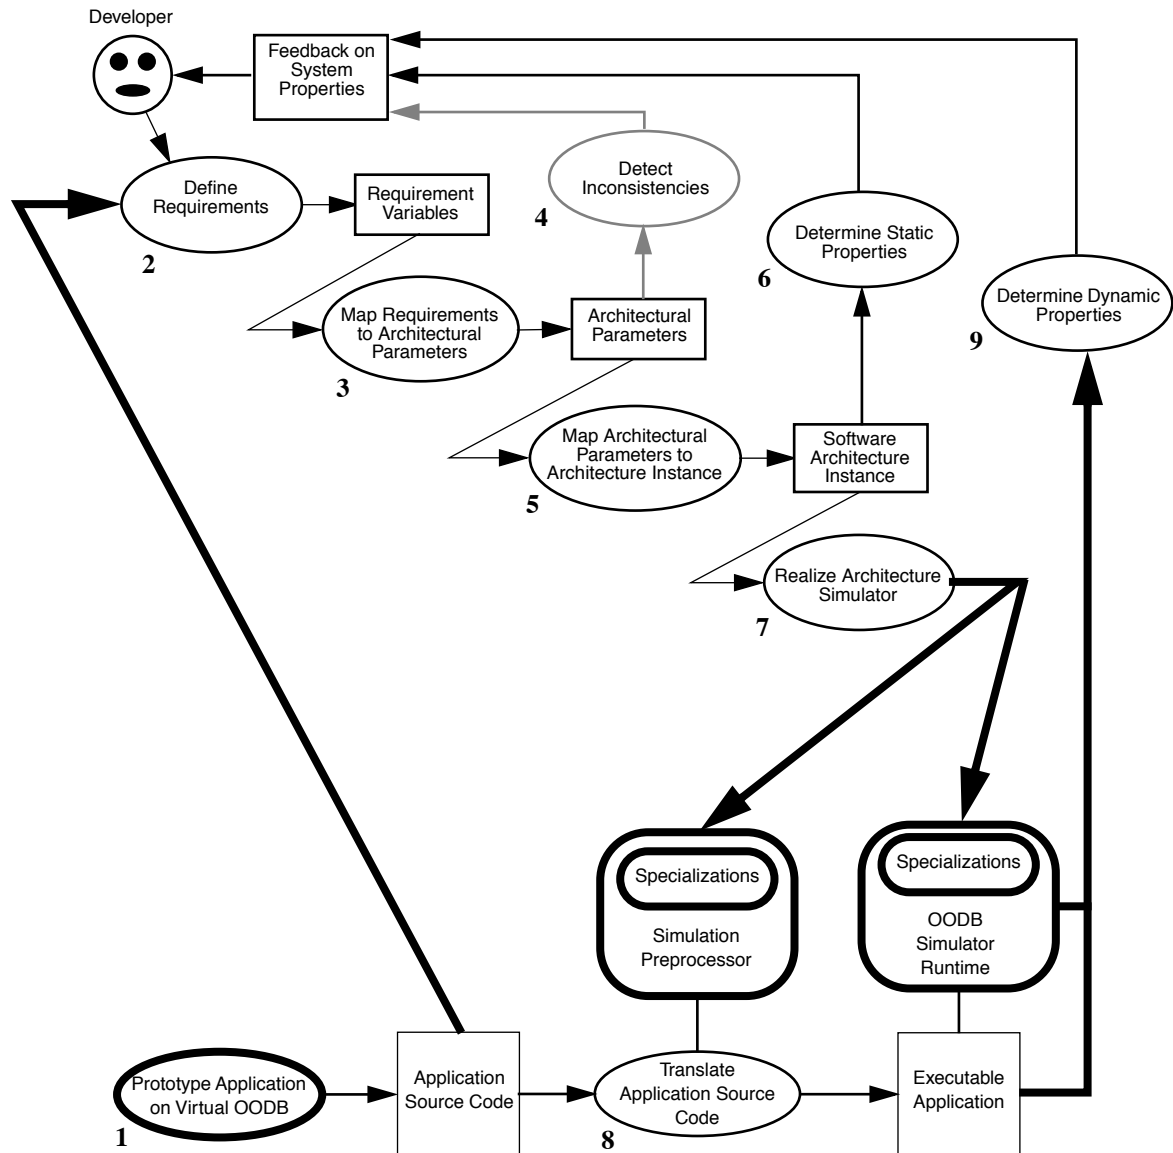 Developer
Feedback on
System
Properties
Define
Requirements
2
Requirement
Variables
Detect
Inconsistencies
4
Determine Static
Properties
6
Determine Dynamic
Properties
9
Map Requirements
to Architectural
Parameters
3
Architectural
Parameters
Map Architectural
Parameters to
Architecture Instance
5
Software
Architecture
Instance
Realize Architecture
Simulator
7
Specializations
Simulation
Preprocessor
Specializations
OODB
Simulator
Runtime
Prototype Application
on Virtual OODB
1
Application
Source Code
Translate
Application Source
Code
8
Executable
Application